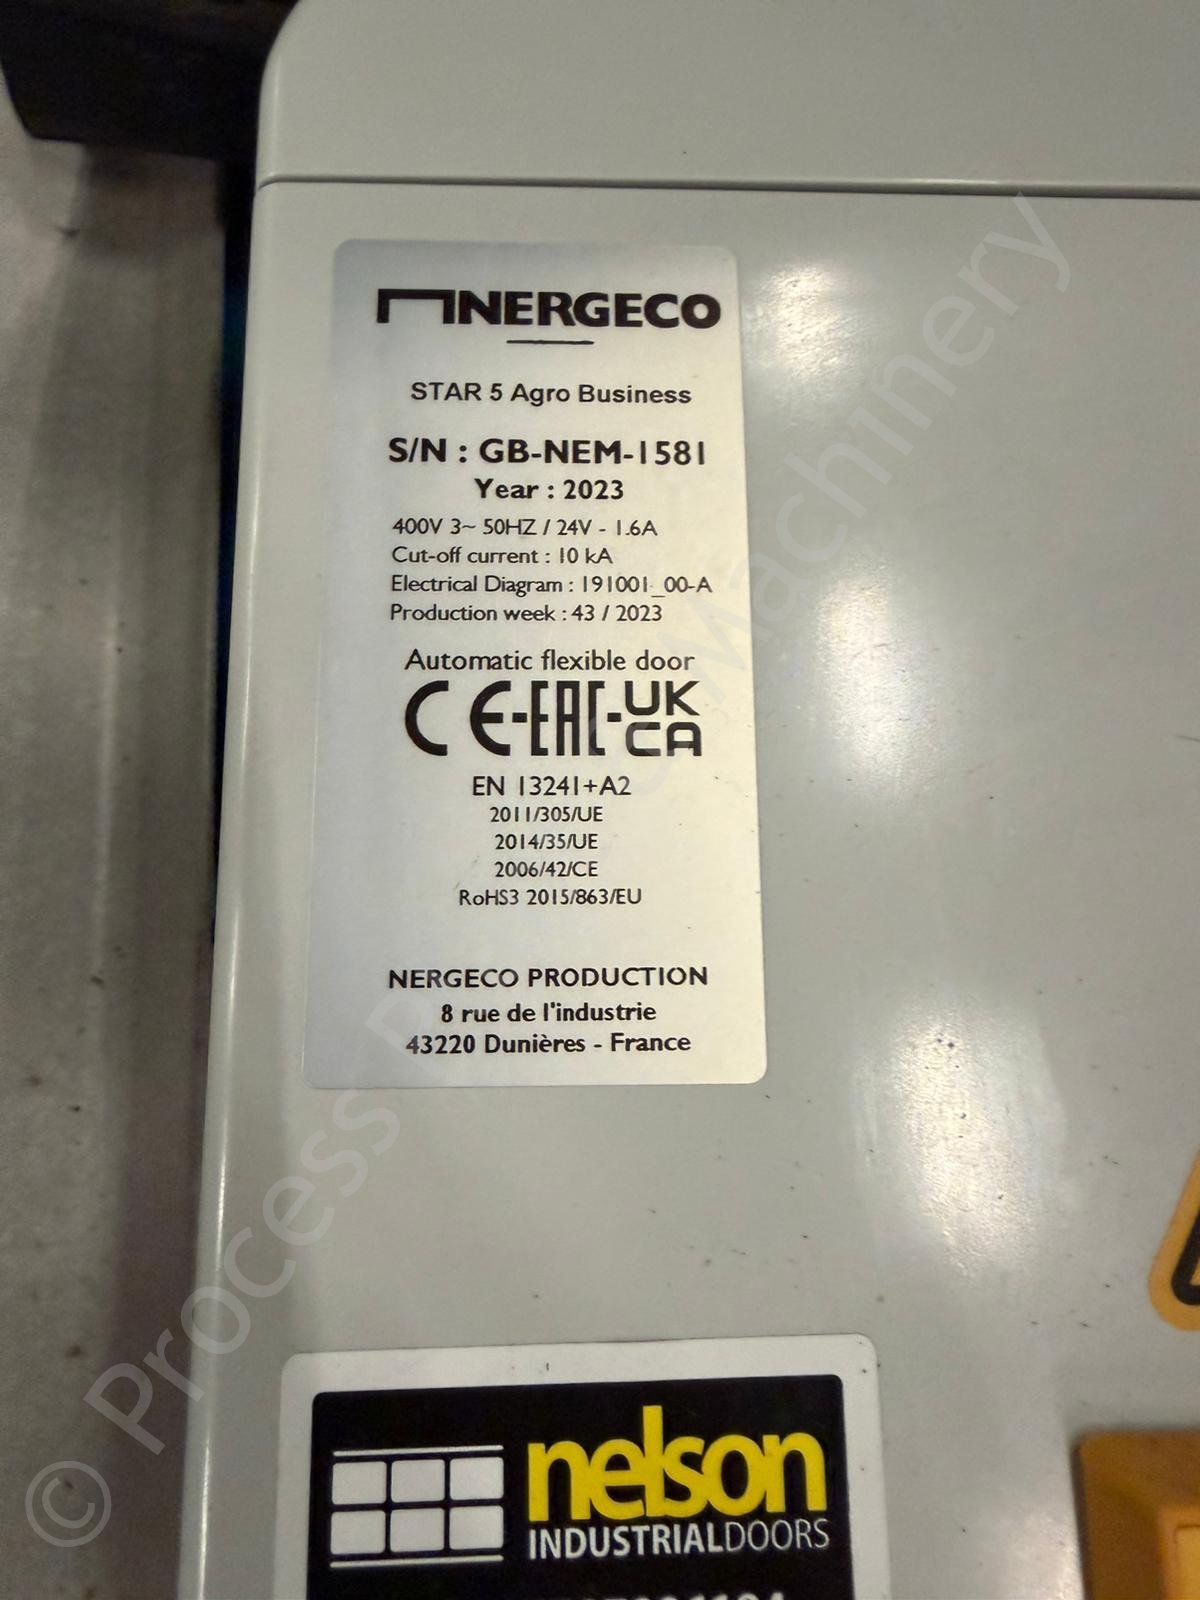 NERGECO
STAR 5 Agro Business
S/N : GB-NEM-1581
Year : 2023
400V 3~ 50HZ / 24V - 1.6A
Cut-off current : 10 kA
Electrical Diagram : 191001_00-A
Production week : 43 / 2023
Automatic flexible door
CE-EAC-UK
CA
EN 13241+A2
2011/305/UE
2014/35/UE
2006/42/CE
RoHS3 2015/863/EU
NERGECO PRODUCTION
8 rue de l'industrie
43220 Dunières - France
nelson
INDUSTRIALDOORS
© Process Machinery